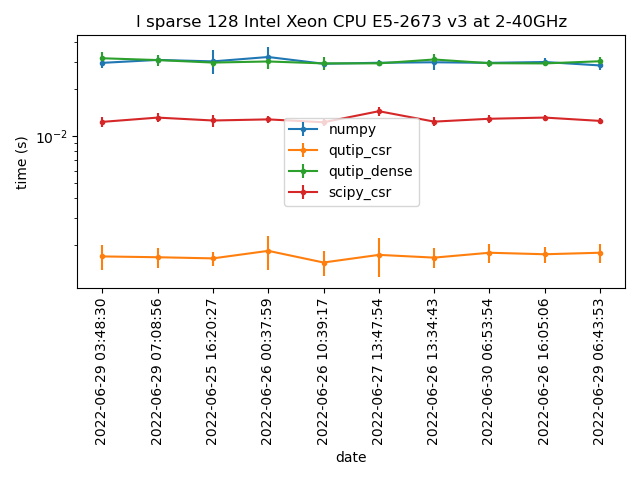 l sparse 128 Intel Xeon CPU E5-2673 v3 at 2-40GHz
time (s)
10⁻²
numpy
qutip_csr
qutip_dense
scipy_csr
2022-06-29 03:48:30
2022-06-29 07:08:56
2022-06-25 16:20:27
2022-06-26 00:37:59
2022-06-26 10:39:17
2022-06-27 13:47:54
2022-06-26 13:34:43
2022-06-30 06:53:54
2022-06-26 16:05:06
2022-06-29 06:43:53
date